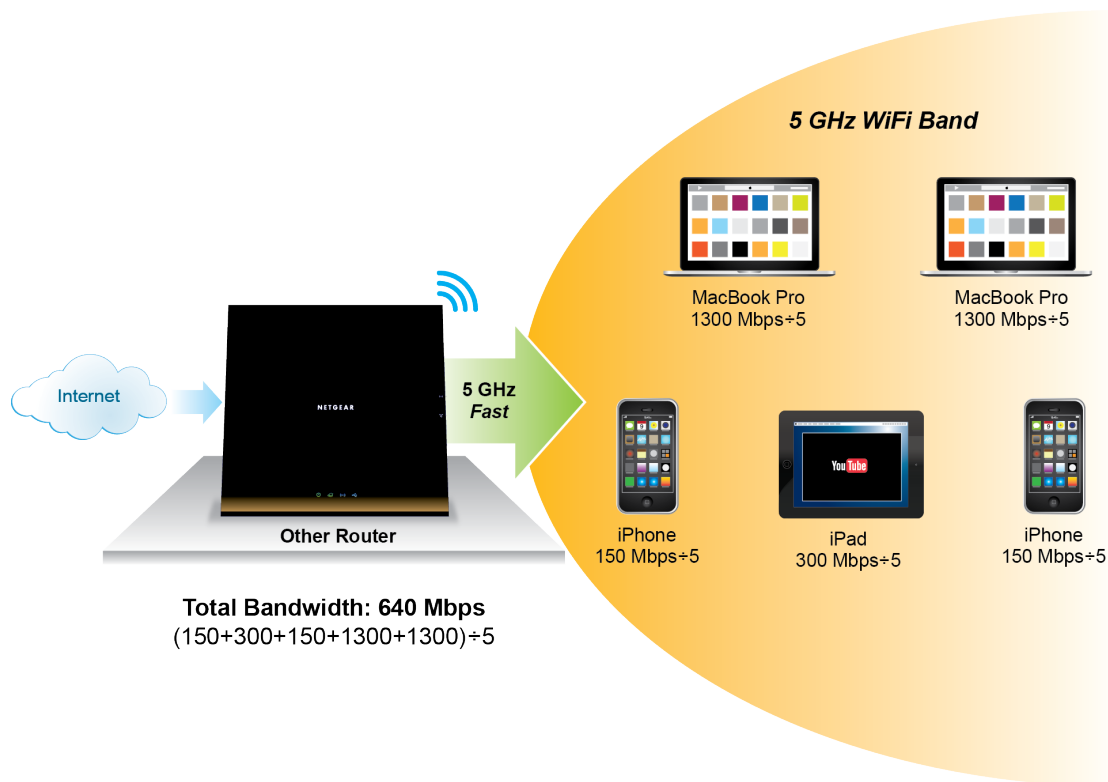 5 GHz WiFi Band
MacBook Pro
1300 Mbps÷5
MacBook Pro
1300 Mbps÷5
Internet
NETGEAR
5 GHz
Fast
YouTube
iPhone
150 Mbps÷5
iPad
300 Mbps÷5
iPhone
150 Mbps÷5
Other Router
Total Bandwidth: 640 Mbps
(150+300+150+1300+1300)÷5